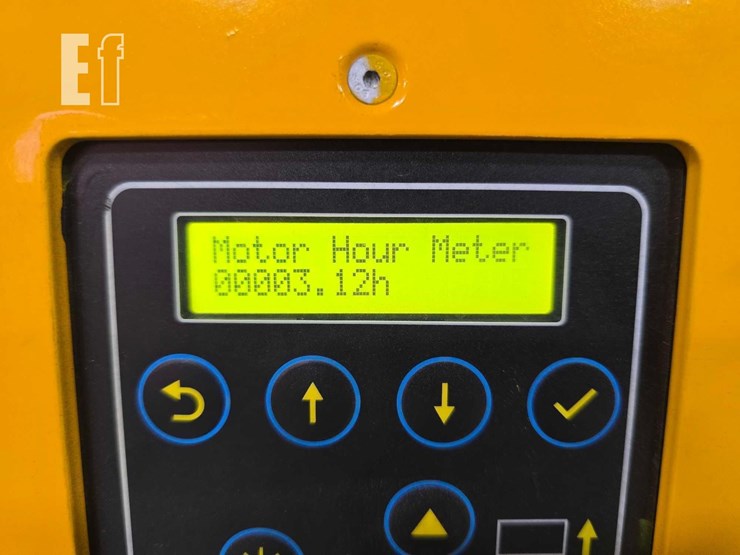 Ef
Motor Hour Meter
00003.12h